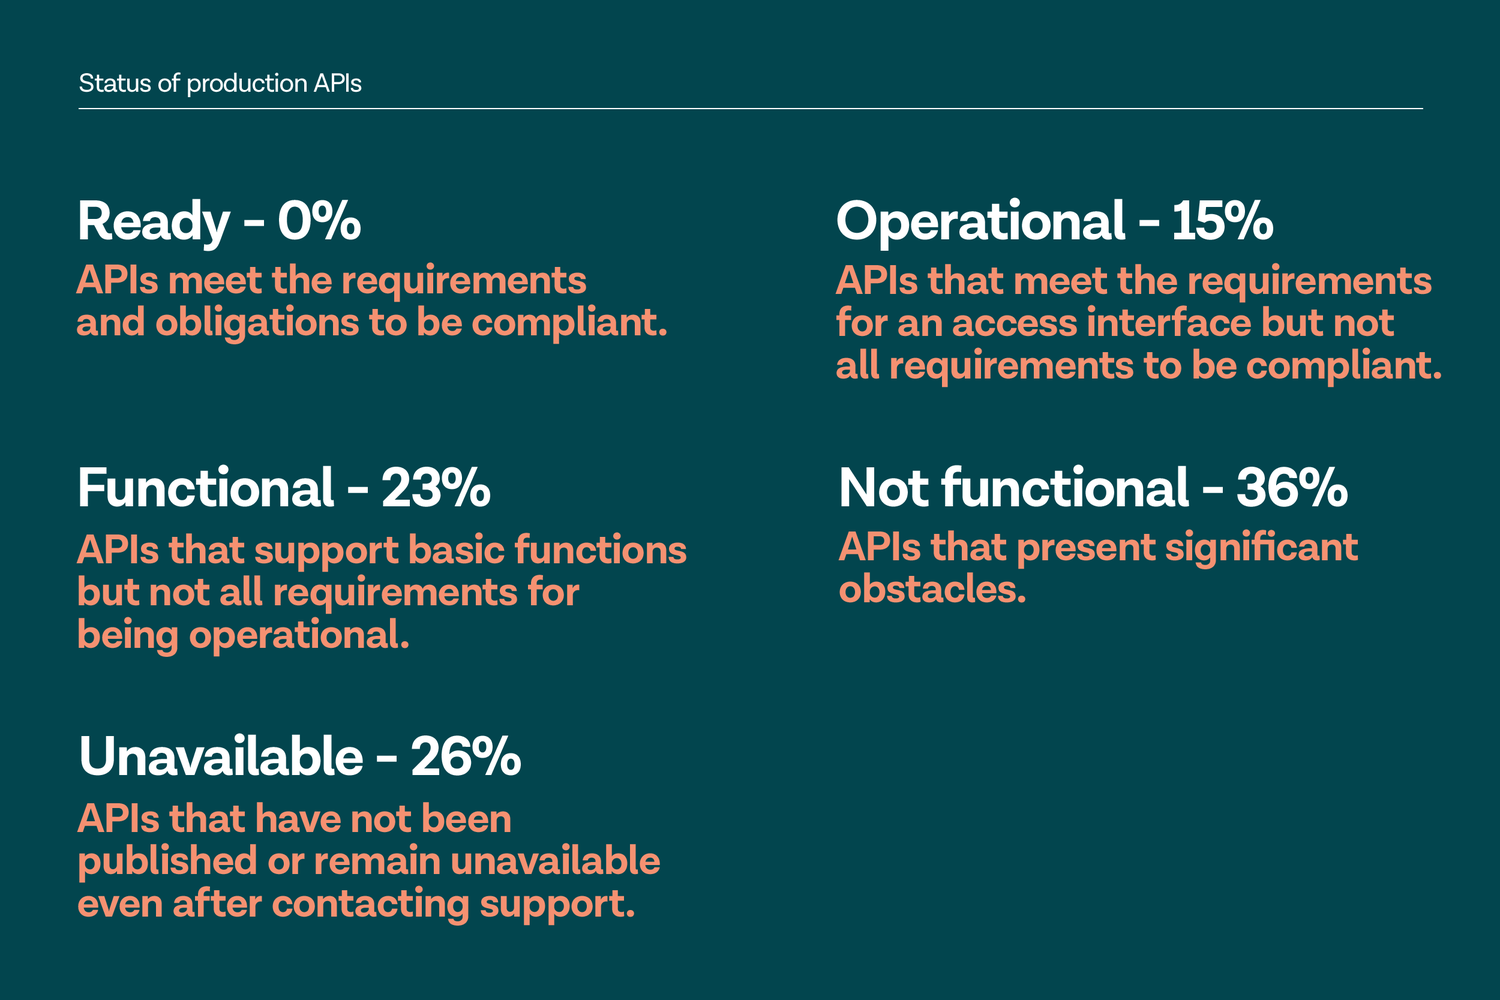 Status of production APIs
Ready – 0%
APIs meet the requirements
and obligations to be compliant.
Operational – 15%
APIs that meet the requirements
for an access interface but not
all requirements to be compliant.
Functional – 23%
APIs that support basic functions
but not all requirements for
being operational.
Not functional – 36%
APIs that present significant
obstacles.
Unavailable – 26%
APIs that have not been
published or remain unavailable
even after contacting support.